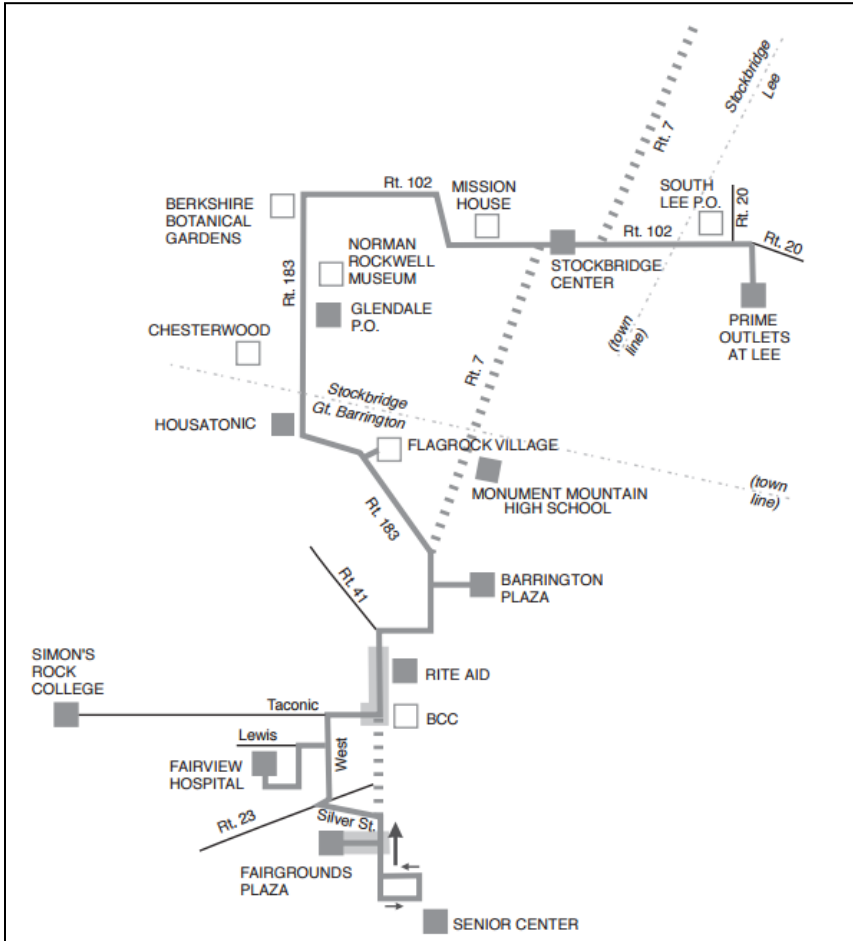 Stockbridge
Lee
Rt. 7
Rt. 102
MISSION
HOUSE
SOUTH
LEE P.O.
Rt. 20
BERKSHIRE
BOTANICAL
GARDENS
NORMAN
ROCKWELL
MUSEUM
Rt. 102
Rt. 20
STOCKBRIDGE
CENTER
Rt. 183
GLENDALE
P.O.
PRIME
OUTLETS
AT LEE
CHESTERWOOD
(town
line)
Rt. 7
Stockbridge
Gt. Barrington
HOUSATONIC
FLAGROCK VILLAGE
MONUMENT MOUNTAIN
HIGH SCHOOL
(town
line)
Rt. 183
Rt. 41
BARRINGTON
PLAZA
SIMON'S
ROCK
COLLEGE
RITE AID
Taconic
BCC
Lewis
West
FAIRVIEW
HOSPITAL
Rt. 23
Silver St.
FAIRGROUNDS
PLAZA
SENIOR CENTER